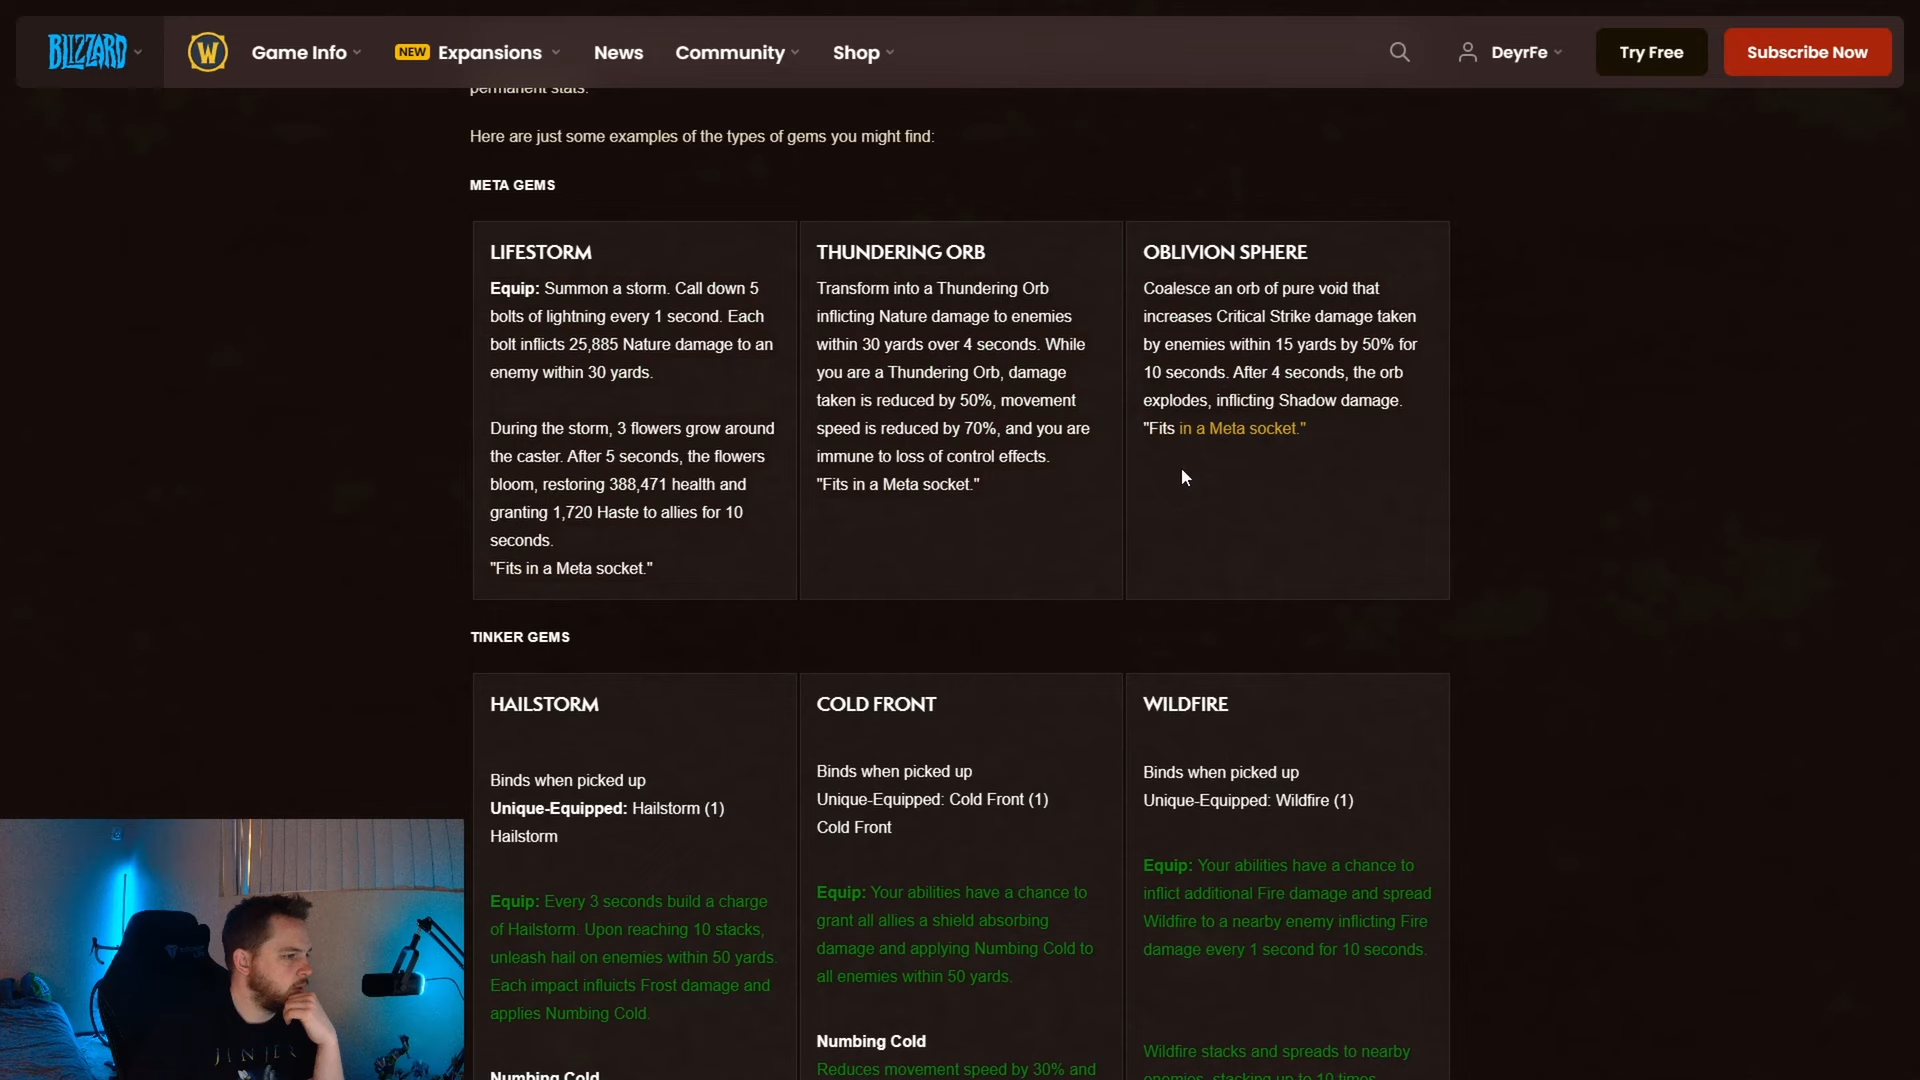 BLIZZARD
W
Game Info
NEW Expansions
News
Community
Shop
DeyrFe
Try Free
Subscribe Now
permanent stats.
Here are just some examples of the types of gems you might find:
META GEMS
LIFESTORM
Equip: Summon a storm. Call down 5
bolts of lightning every 1 second. Each
bolt inflicts 25,885 Nature damage to an
enemy within 30 yards.
During the storm, 3 flowers grow around
the caster. After 5 seconds, the flowers
bloom, restoring 388,471 health and
granting 1,720 Haste to allies for 10
seconds.
"Fits in a Meta socket."
THUNDERING ORB
Transform into a Thundering Orb
inflicting Nature damage to enemies
within 30 yards over 4 seconds. While
you are a Thundering Orb, damage
taken is reduced by 50%, movement
speed is reduced by 70%, and you are
immune to loss of control effects.
"Fits in a Meta socket."
OBLIVION SPHERE
Coalesce an orb of pure void that
increases Critical Strike damage taken
by enemies within 15 yards by 50% for
10 seconds. After 4 seconds, the orb
explodes, inflicting Shadow damage.
"Fits in a Meta socket."
TINKER GEMS
HAILSTORM
Binds when picked up
Unique-Equipped: Hailstorm (1)
Hailstorm
Equip: Every 3 seconds build a charge
of Hailstorm. Upon reaching 10 stacks,
unleash hail on enemies within 50 yards.
Each impact influicts Frost damage and
applies Numbing Cold.
Numbing Cold
COLD FRONT
Binds when picked up
Unique-Equipped: Cold Front (1)
Cold Front
Equip: Your abilities have a chance to
grant all allies a shield absorbing
damage and applying Numbing Cold to
all enemies within 50 yards.
Numbing Cold
Reduces movement speed by 30% and
WILDFIRE
Binds when picked up
Unique-Equipped: Wildfire (1)
Equip: Your abilities have a chance to
inflict additional Fire damage and spread
Wildfire to a nearby enemy inflicting Fire
damage every 1 second for 10 seconds.
Wildfire stacks and spreads to nearby
enemies, stacking up to 10 times.
JINJER